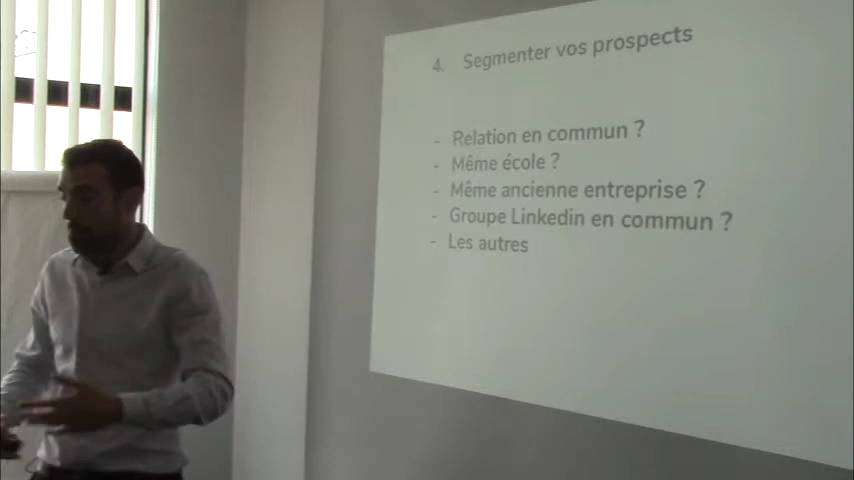 4. Segmenter vos prospects
- Relation en commun ?
- Même école ?
- Même ancienne entreprise ?
- Groupe Linkedin en commun ?
- Les autres